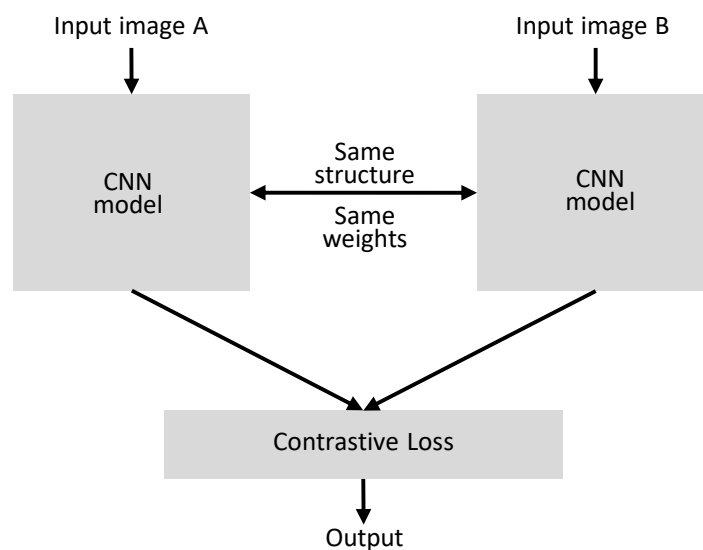 Input image A
Input image B
CNN
model
Same
structure
Same
weights
CNN
model
Contrastive Loss
Output